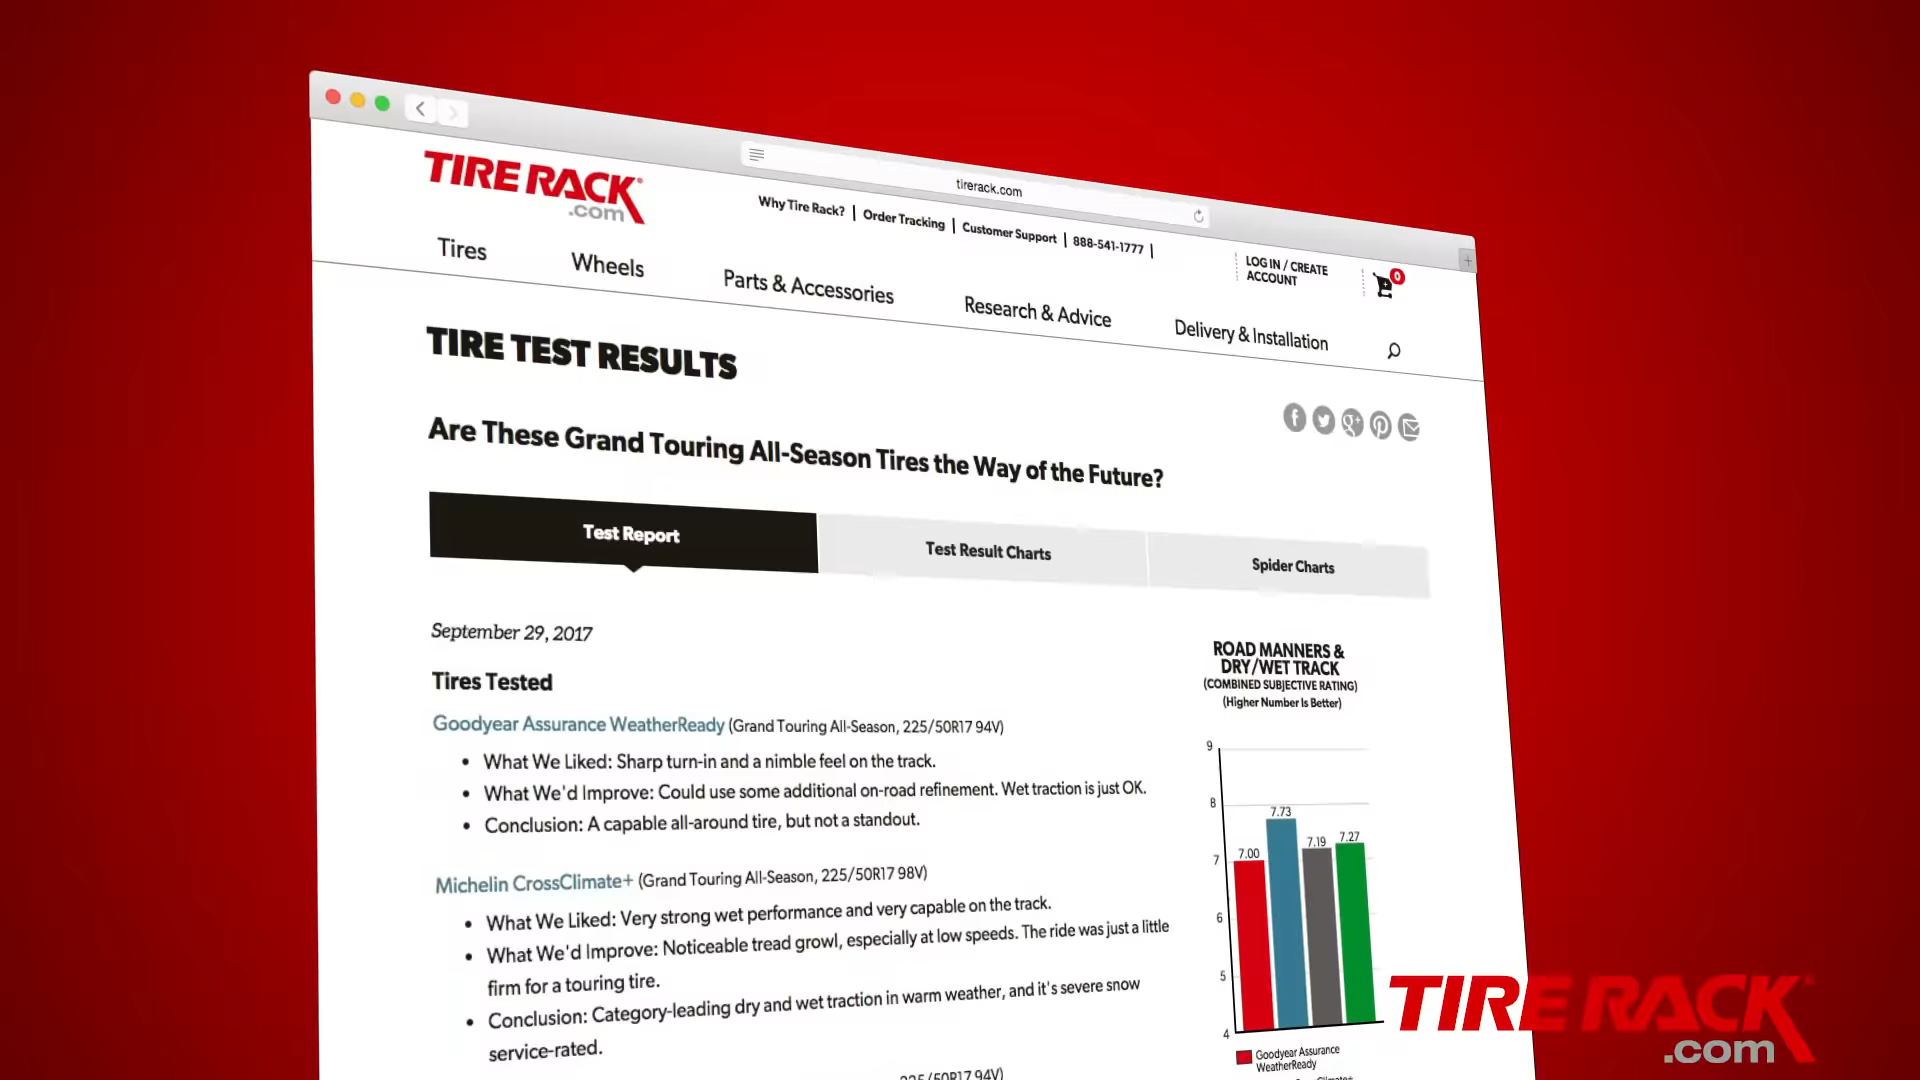 tirerack.com
TIRE RACK
.com
Why Tire Rack? | Order Tracking | Customer Support | 888-541-1777 |
LOG IN / CREATE
ACCOUNT
0
Tires Wheels Parts & Accessories Research & Advice Delivery & Installation
TIRE TEST RESULTS
Are These Grand Touring All-Season Tires the Way of the Future?
Test Report Test Result Charts Spider Charts
September 29, 2017
Tires Tested
Goodyear Assurance WeatherReady (Grand Touring All-Season, 225/50R17 94V)
• What We Liked: Sharp turn-in and a nimble feel on the track.
• What We'd Improve: Could use some additional on-road refinement. Wet traction is just OK.
• Conclusion: A capable all-around tire, but not a standout.
Michelin CrossClimate+ (Grand Touring All-Season, 225/50R17 98V)
• What We Liked: Very strong wet performance and very capable on the track.
• What We'd Improve: Noticeable tread growl, especially at low speeds. The ride was just a little
firm for a touring tire.
• Conclusion: Category-leading dry and wet traction in warm weather, and it's severe snow
service-rated.
ROAD MANNERS &
DRY/WET TRACK
(COMBINED SUBJECTIVE RATING)
(Higher Number Is Better)
9
8
7
6
5
4
7.00
7.73
7.19
7.27
Goodyear Assurance
WeatherReady
TIRE RACK
.com